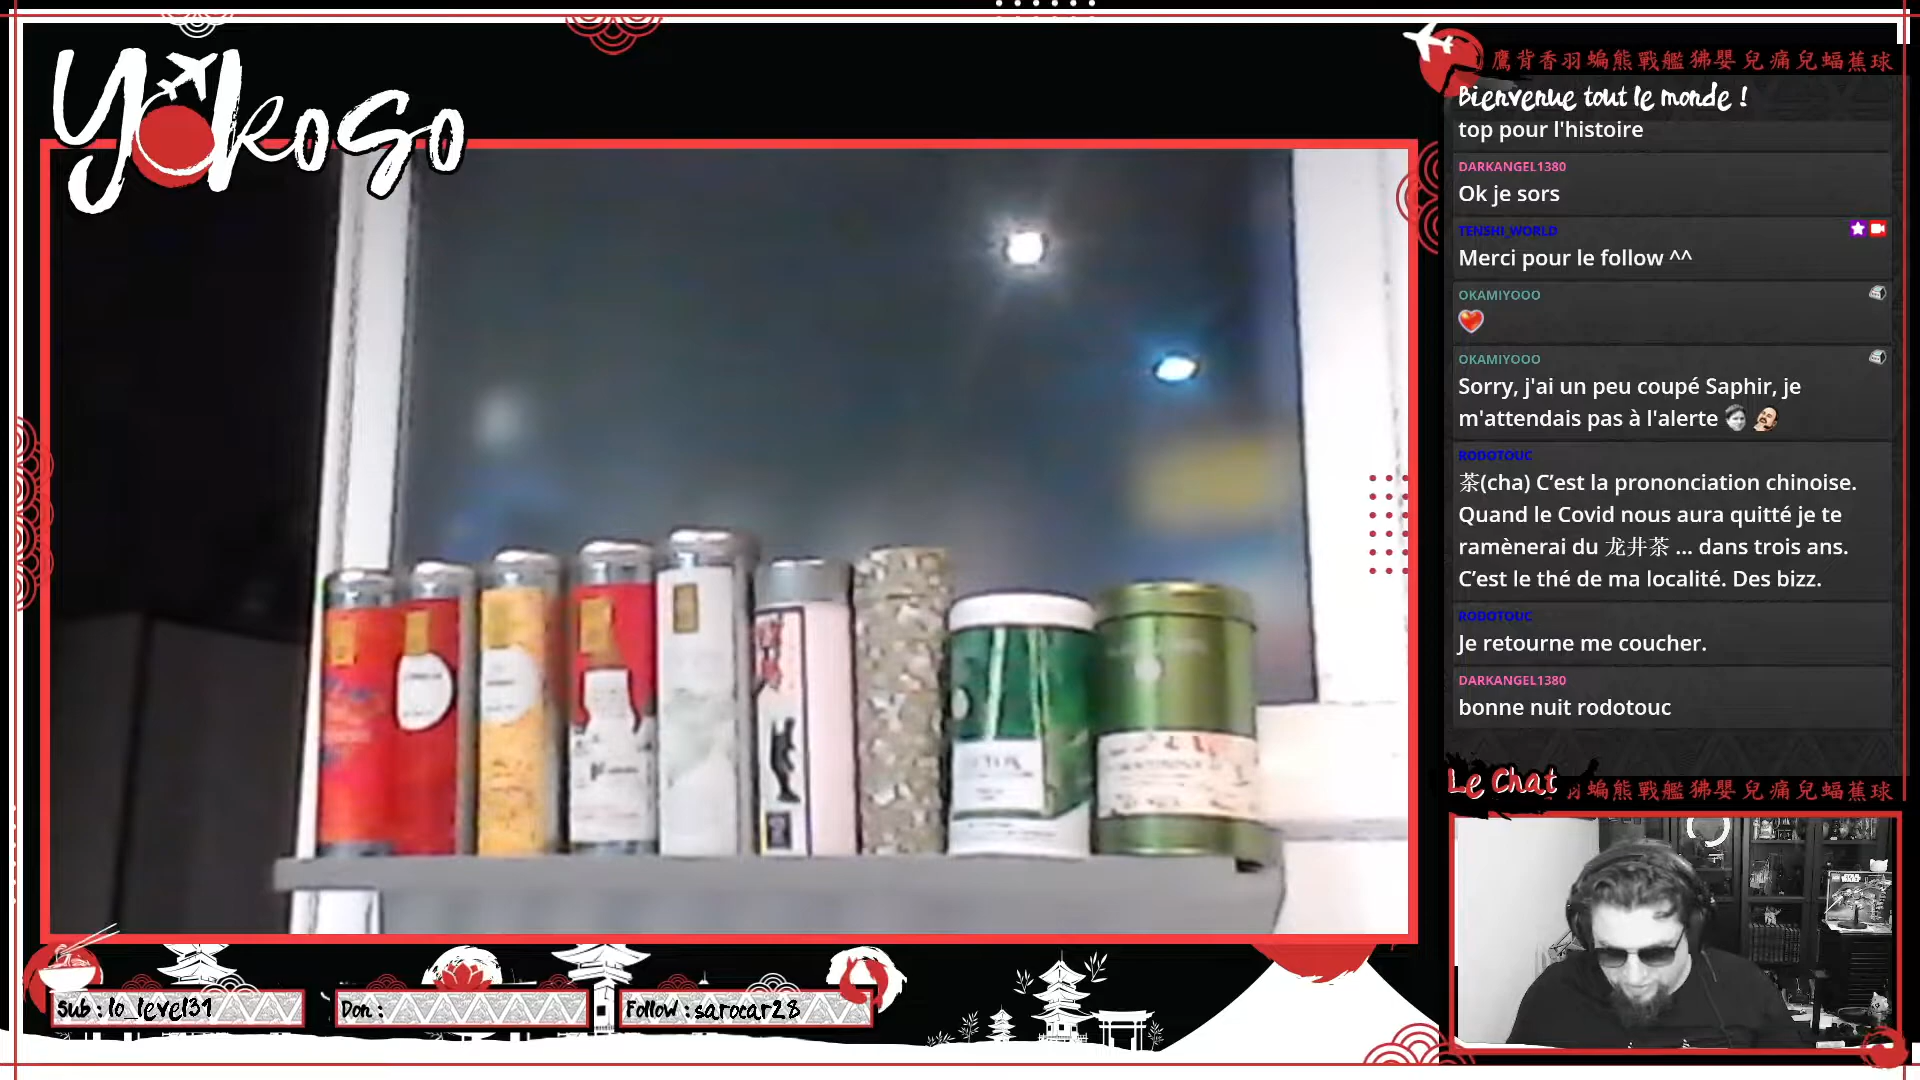 Yokoso
鷹背香羽蝙熊戰艦狒嬰兒痛兒蝠蕉球
Bienvenue tout le monde !
top pour l'histoire
DARKANGEL1380
Ok je sors
TENSHI_WORLD
Merci pour le follow ^^
OKAMIYOOO
OKAMIYOOO
Sorry, j'ai un peu coupé Saphir, je
m'attendais pas à l'alerte
RODOTOUC
茶(cha) C’est la prononciation chinoise.
Quand le Covid nous aura quitté je te
ramènerai du 龙井茶 ... dans trois ans.
C’est le thé de ma localité. Des bizz.
RODOTOUC
Je retourne me coucher.
DARKANGEL1380
bonne nuit rodotouc
Le Chat
羽蝙熊戰艦狒嬰兒痛兒蝠蕉球
Sub : lo_level31
Don :
Follow : sarocar28